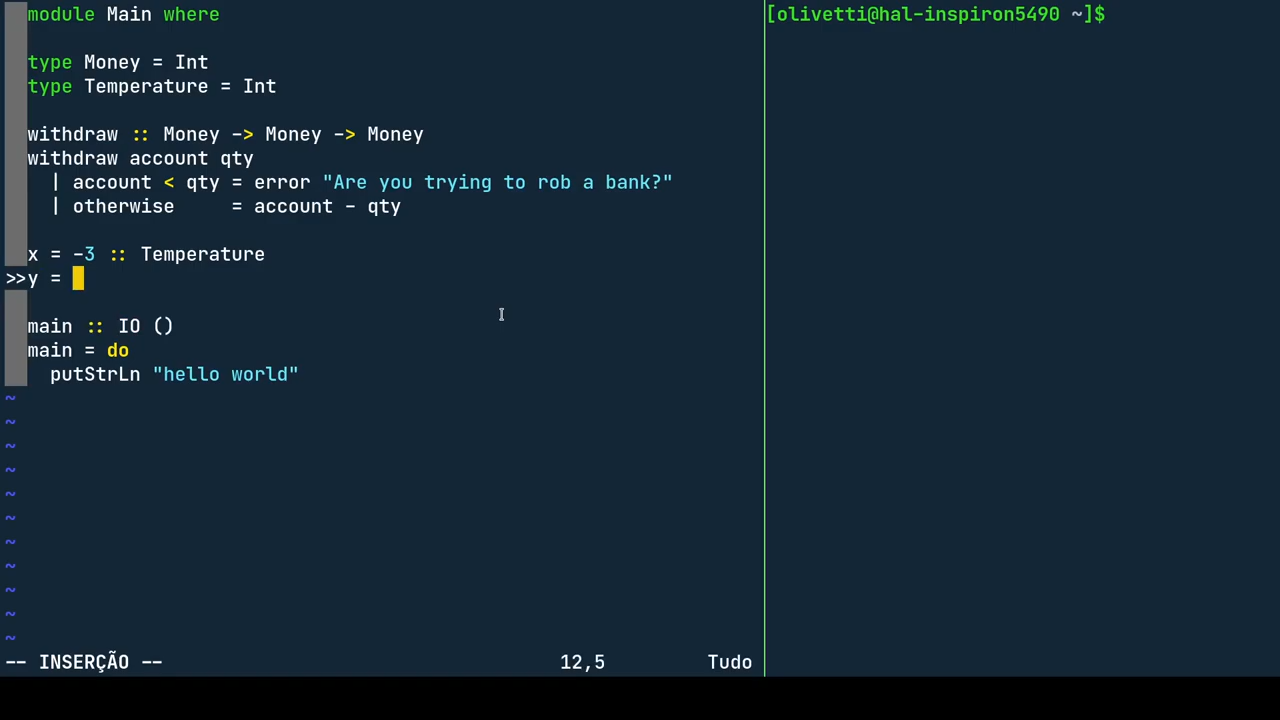 module Main where
type Money = Int
type Temperature = Int
withdraw :: Money -> Money -> Money
withdraw account qty
  | account < qty = error "Are you trying to rob a bank?"
  | otherwise     = account - qty
x = -3 :: Temperature
>>y =
main :: IO ()
main = do
  putStrLn "hello world"
~
~
~
~
~
~
~
~
~
~
~
-- INSERÇÃO -- 12,5 Tudo
[olivetti@hal-inspiron5490 ~]$